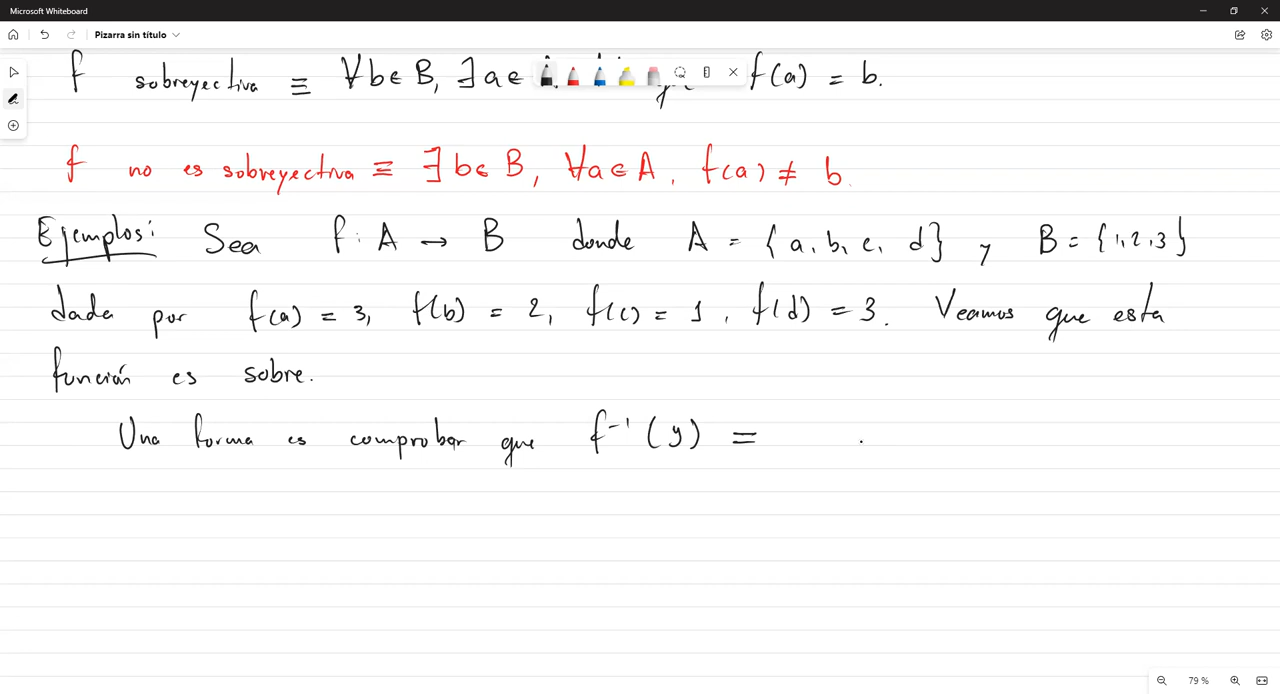 Microsoft Whiteboard
Pizarra sin título
f sobreyectiva ≡ ∀b∈B, ∃a∈ f(a) = b.
f no es sobreyectiva ≡ ∃b∈B, ∀a∈A, f(a) ≠ b.
Ejemplos: Sea f: A → B donde A = {a, b, c, d} y B = {1, 2, 3}
dada por f(a) = 3, f(b) = 2, f(c) = 1, f(d) = 3. Veamos que esta
función es sobre.
Una forma es comprobar que f⁻¹(y) =
79 %